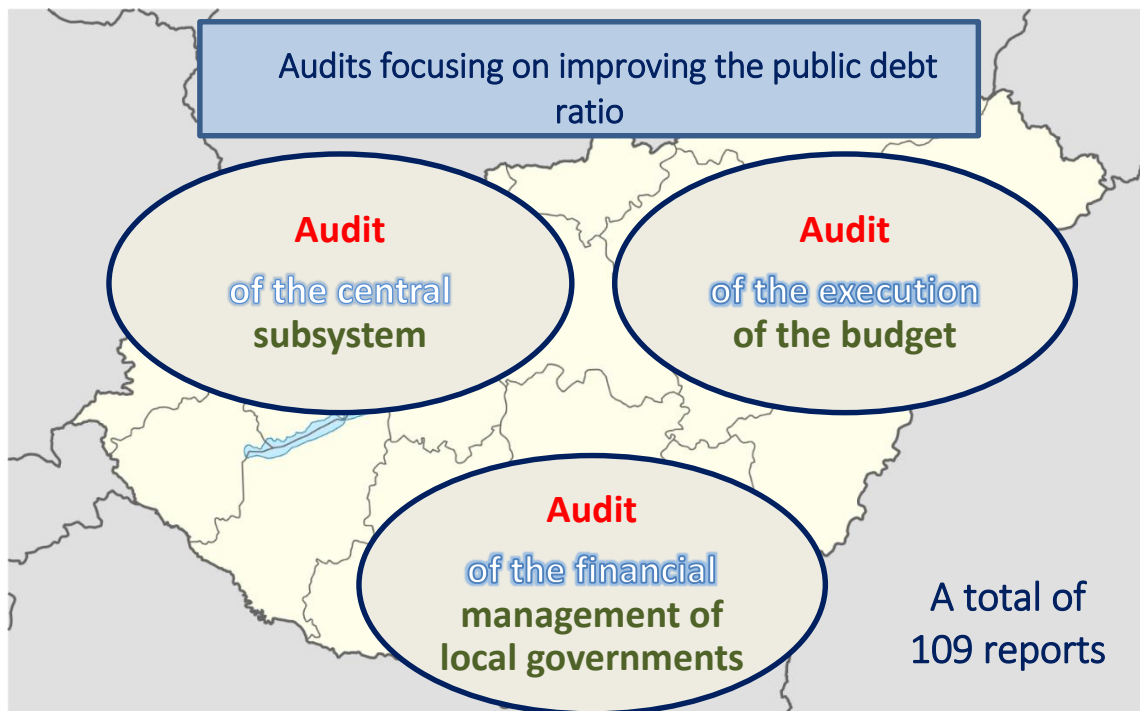 Audits focusing on improving the public debt
ratio
Audit
of the central
subsystem
Audit
of the execution
of the budget
Audit
of the financial
management of
local governments
A total of
109 reports